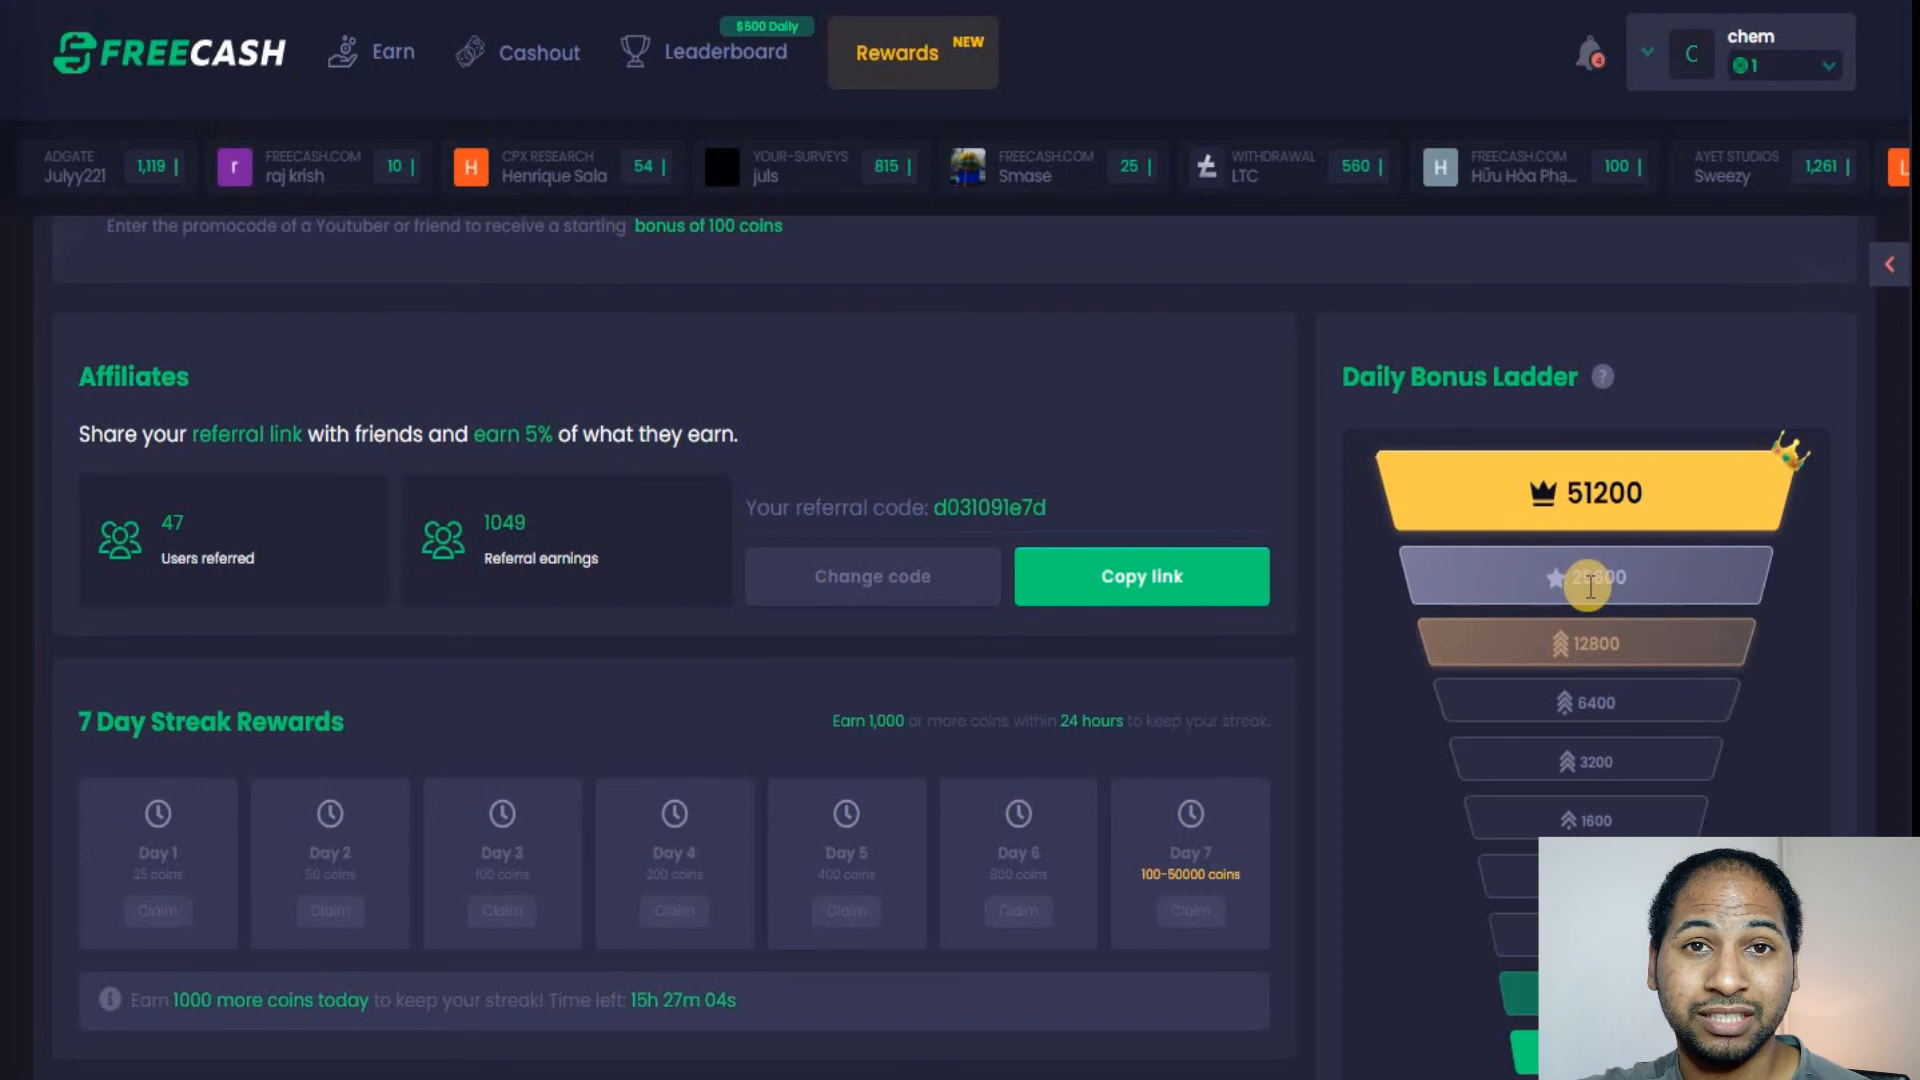 FREECASH
Earn
Cashout
$500 Daily
Leaderboard
Rewards
NEW
4
C
chem
1
ADGATE
Julyy221
1,119
r
FREECASH.COM
raj krish
10
H
CPX RESEARCH
Henrique Sala
54
YOUR-SURVEYS
juls
815
FREECASH.COM
Smase
25
WITHDRAWAL
LTC
560
H
FREECASH.COM
Hữu Hòa Phạ...
100
AYET STUDIOS
Sweezy
1,261
L
Enter the promocode of a Youtuber or friend to receive a starting bonus of 100 coins
Affiliates
Share your referral link with friends and earn 5% of what they earn.
47
Users referred
1049
Referral earnings
Your referral code: d031091e7d
Change code
Copy link
7 Day Streak Rewards
Earn 1,000 or more coins within 24 hours to keep your streak.
Day 1
25 coins
Claim
Day 2
50 coins
Claim
Day 3
100 coins
Claim
Day 4
200 coins
Claim
Day 5
400 coins
Claim
Day 6
800 coins
Claim
Day 7
100-50000 coins
Claim
Earn 1000 more coins today to keep your streak! Time left: 15h 27m 04s
Daily Bonus Ladder ?
51200
25600
12800
6400
3200
1600